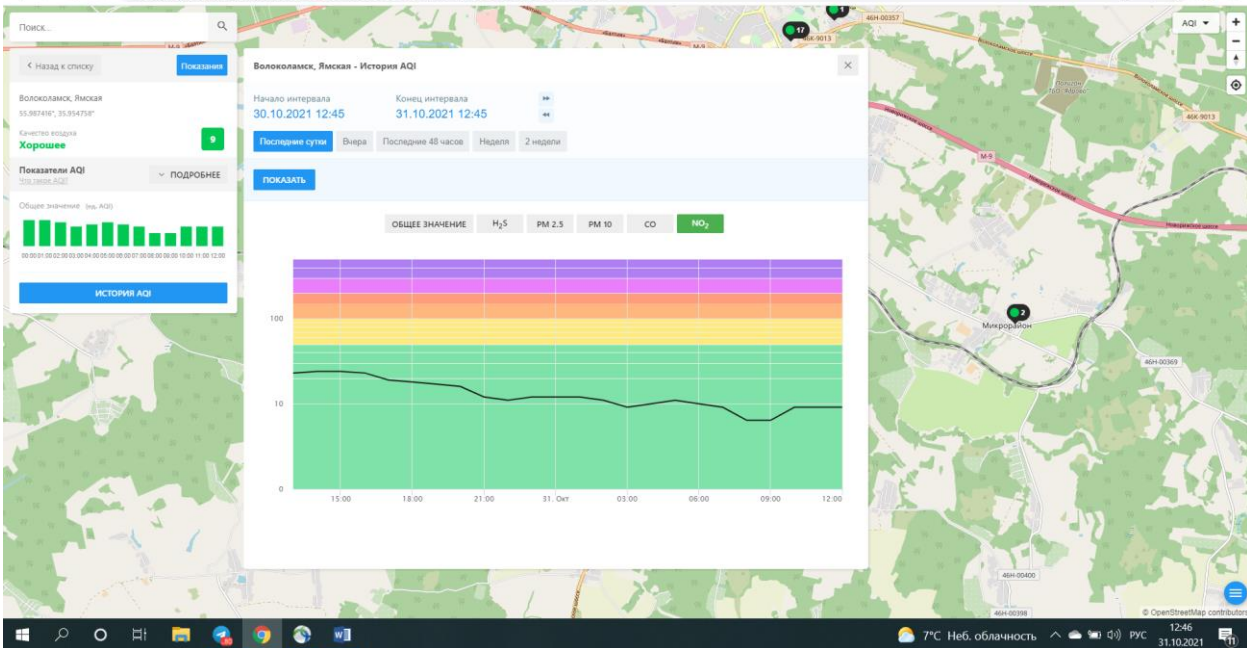 Поиск...
AQI
Назад к списку
Показания
Волоколамск, Ямская
55.987416°, 35.954758°
Качество воздуха
Хорошее
9
Показатели AQI
Что такое AQI?
ПОДРОБНЕЕ
Общее значение (ед. AQI)
00:00 01:00 02:00 03:00 04:00 05:00 06:00 07:00 08:00 09:00 10:00 11:00 12:00
ИСТОРИЯ AQI
Волоколамск, Ямская - История AQI
Начало интервала
Конец интервала
30.10.2021 12:45
31.10.2021 12:45
Последние сутки
Вчера
Последние 48 часов
Неделя
2 недели
ПОКАЗАТЬ
ОБЩЕЕ ЗНАЧЕНИЕ
H₂S
PM 2.5
PM 10
CO
NO₂
100
10
0
15:00
18:00
21:00
31. Окт
03:00
06:00
09:00
12:00
1
17
46Н-00357
«Балтия»
М-9
46К-9013
М-9
Новорижское шоссе
2
Микрорайон
46Н-00369
46Н-00400
46Н-00398
© OpenStreetMap contributors
7°C Неб. облачность
РУС
12:46
31.10.2021
11